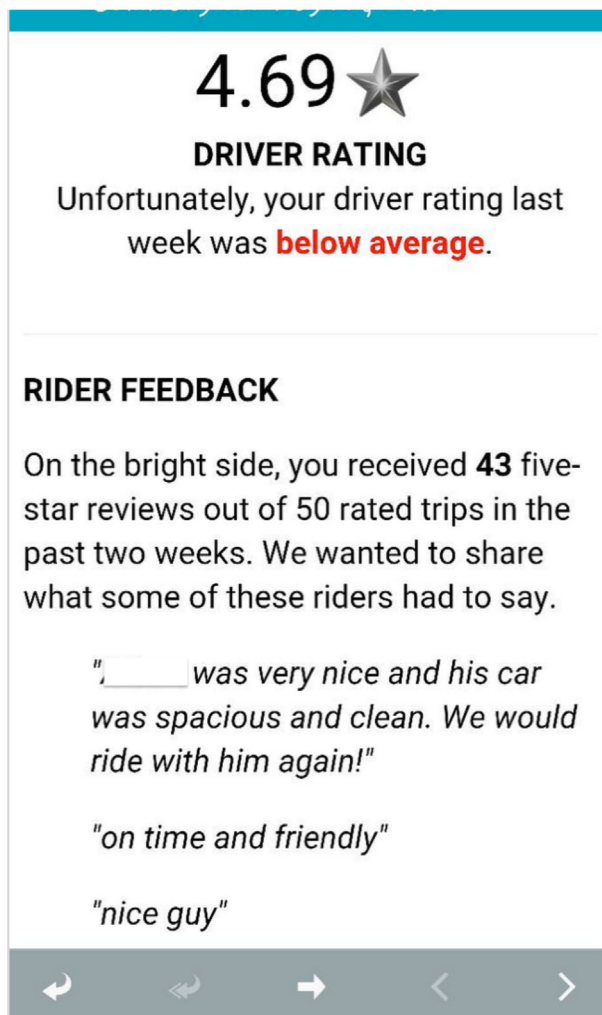 4.69
DRIVER RATING
Unfortunately, your driver rating last
week was below average.
RIDER FEEDBACK
On the bright side, you received 43 five-
star reviews out of 50 rated trips in the
past two weeks. We wanted to share
what some of these riders had to say.
" was very nice and his car
was spacious and clean. We would
ride with him again!"
"on time and friendly"
"nice guy"